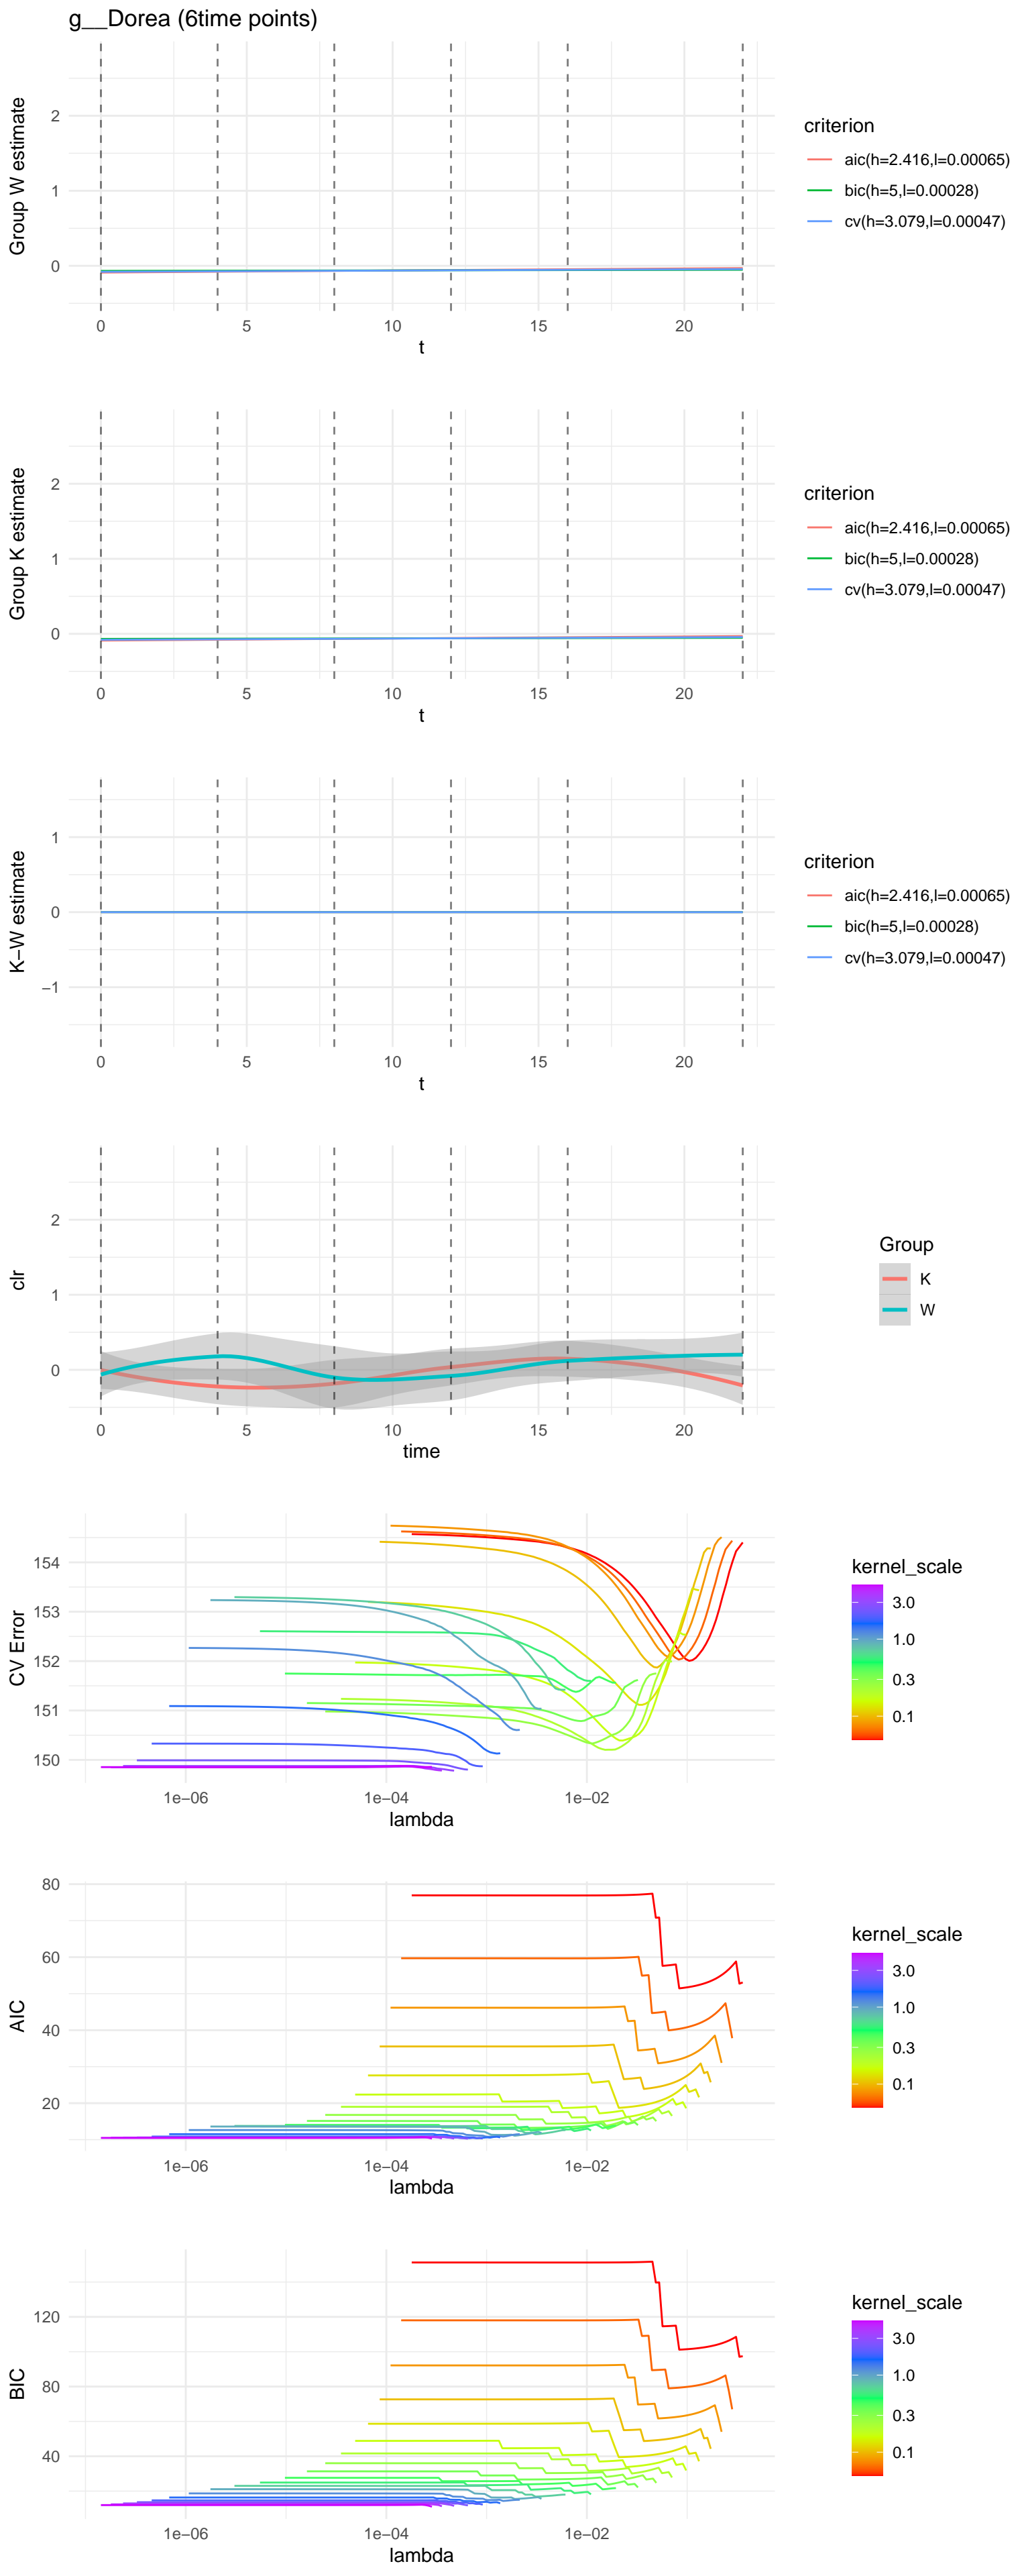 g__Dorea (6time points)
Group W estimate
2
1
0
0 5 10 15 20
t
criterion
aic(h=2.416,l=0.00065)
bic(h=5,l=0.00028)
cv(h=3.079,l=0.00047)
Group K estimate
2
1
0
0 5 10 15 20
t
criterion
aic(h=2.416,l=0.00065)
bic(h=5,l=0.00028)
cv(h=3.079,l=0.00047)
K−W estimate
1
0
−1
0 5 10 15 20
t
criterion
aic(h=2.416,l=0.00065)
bic(h=5,l=0.00028)
cv(h=3.079,l=0.00047)
clr
2
1
0
0 5 10 15 20
time
Group
K
W
CV Error
154
153
152
151
150
1e−06 1e−04 1e−02
lambda
kernel_scale
3.0
1.0
0.3
0.1
AIC
80
60
40
20
1e−06 1e−04 1e−02
lambda
kernel_scale
3.0
1.0
0.3
0.1
BIC
120
80
40
1e−06 1e−04 1e−02
lambda
kernel_scale
3.0
1.0
0.3
0.1